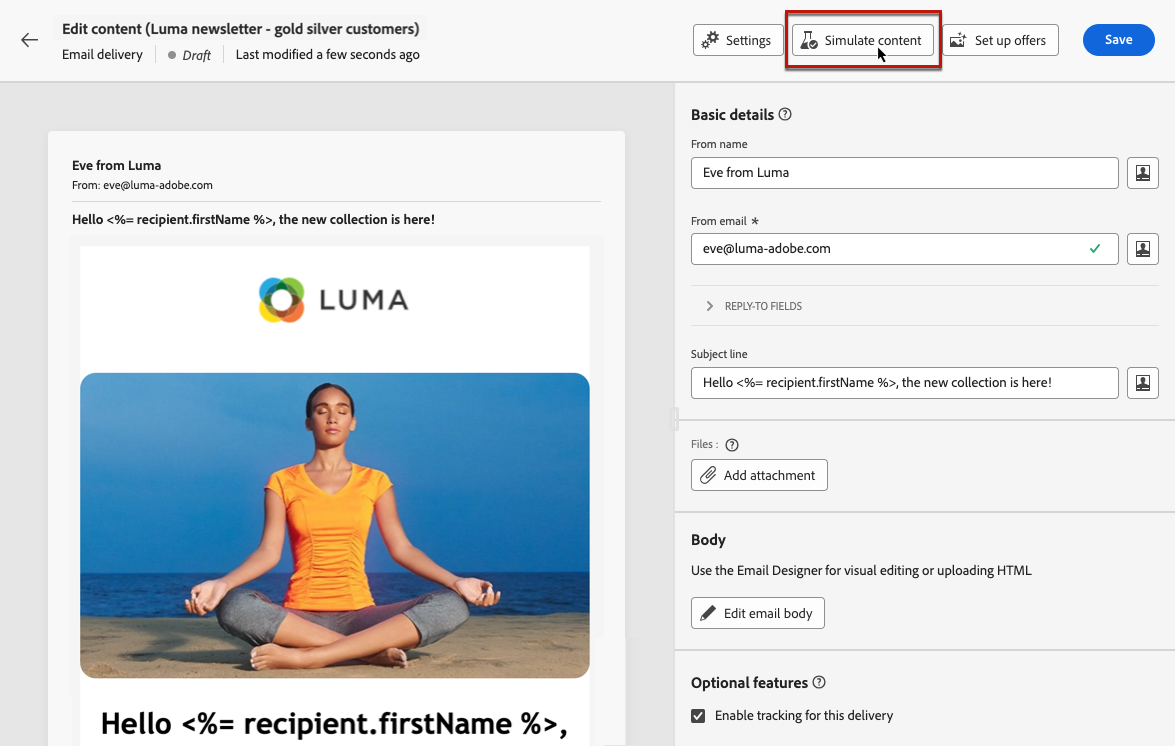 Edit content (Luma newsletter - gold silver customers)
Email delivery
Draft
Last modified a few seconds ago
Settings
Simulate content
Set up offers
Save
Eve from Luma
From: eve@luma-adobe.com
Hello <%= recipient.firstName %>, the new collection is here!
LUMA
Hello <%= recipient.firstName %>,
Basic details
From name
Eve from Luma
From email *
eve@luma-adobe.com
REPLY-TO FIELDS
Subject line
Hello <%= recipient.firstName %>, the new collection is here!
Files :
Add attachment
Body
Use the Email Designer for visual editing or uploading HTML
Edit email body
Optional features
Enable tracking for this delivery